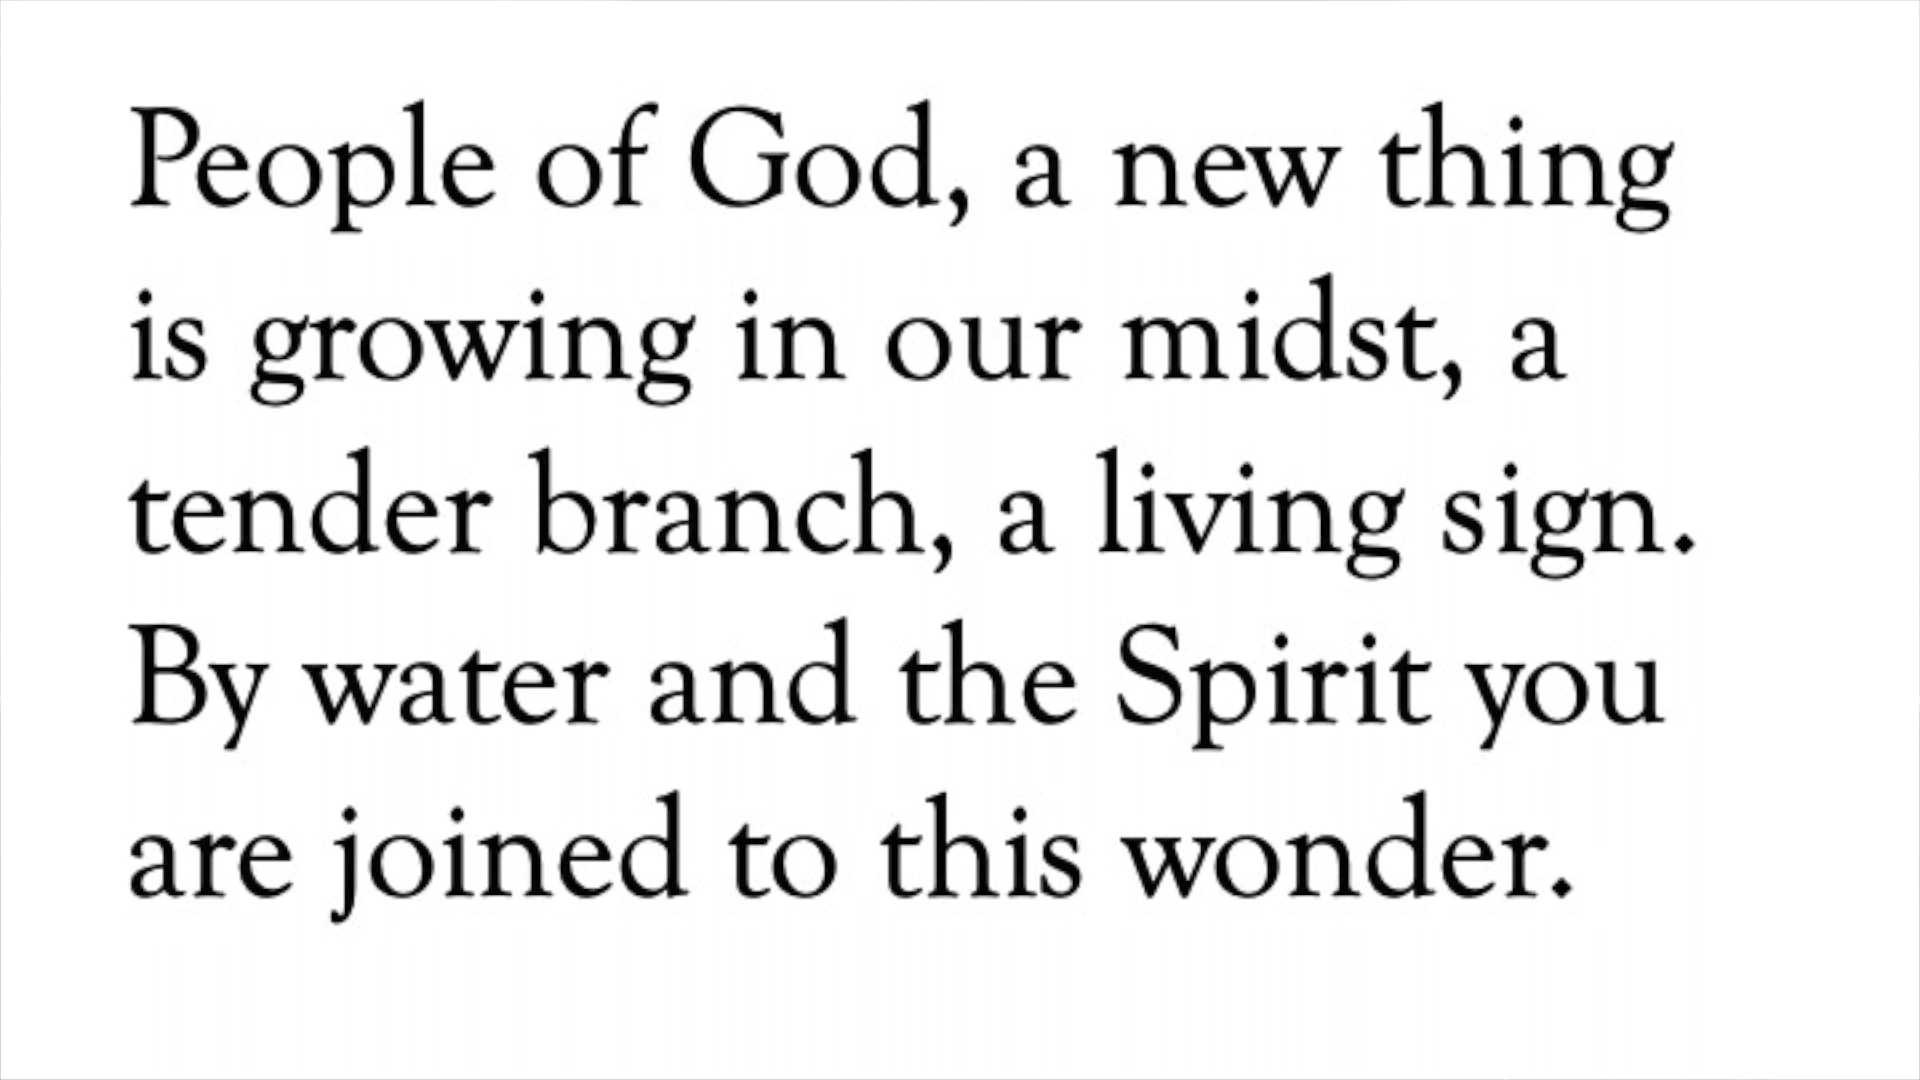 People of God, a new thing
is growing in our midst, a
tender branch, a living sign.
By water and the Spirit you
are joined to this wonder.